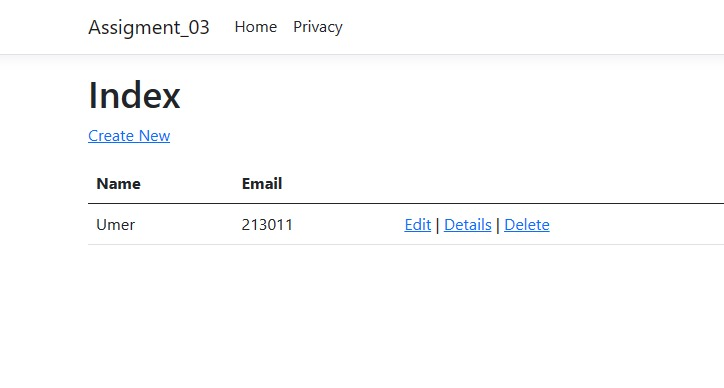 Assigment_03 Home Privacy
Index
Create New
Name Email
Umer 213011 Edit | Details | Delete